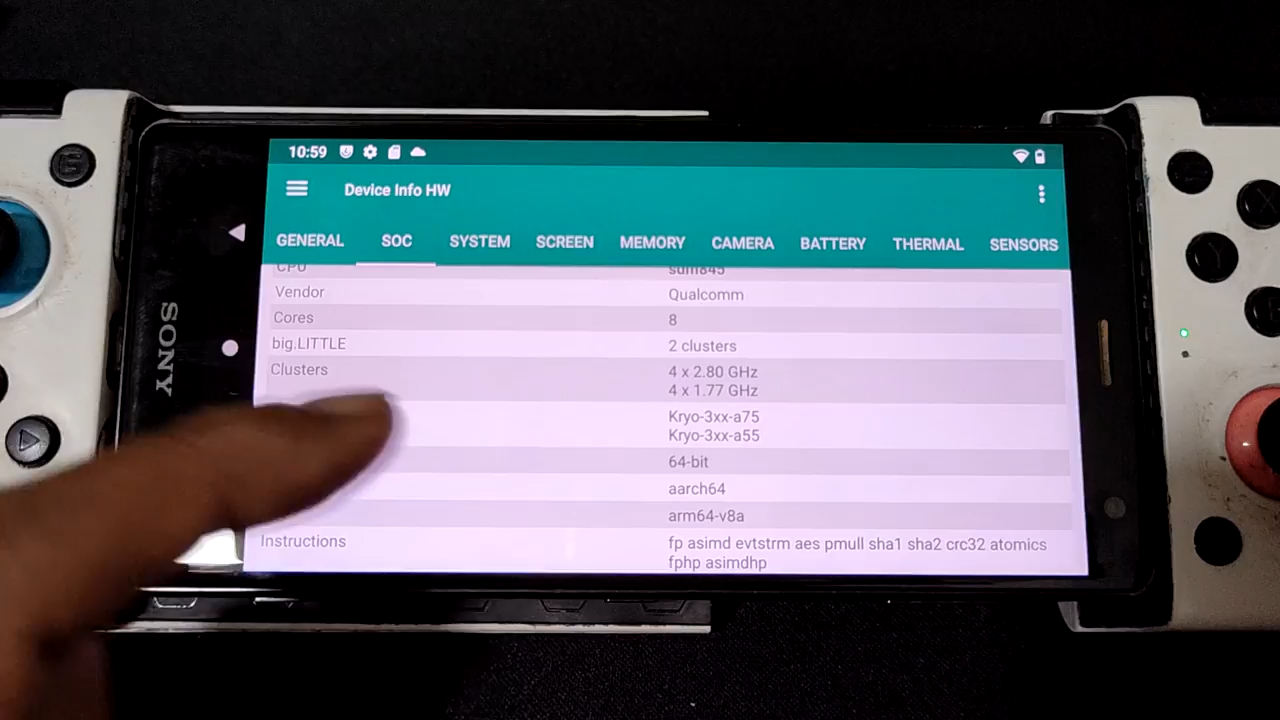 10:59
Device Info HW
GENERAL SOC SYSTEM SCREEN MEMORY CAMERA BATTERY THERMAL SENSORS
CPU sdm845
Vendor Qualcomm
Cores 8
big.LITTLE 2 clusters
Clusters 4 x 2.80 GHz
4 x 1.77 GHz
Kryo-3xx-a75
Kryo-3xx-a55
64-bit
aarch64
arm64-v8a
Instructions fp asimd evtstrm aes pmull sha1 sha2 crc32 atomics
fphp asimdhp
SONY